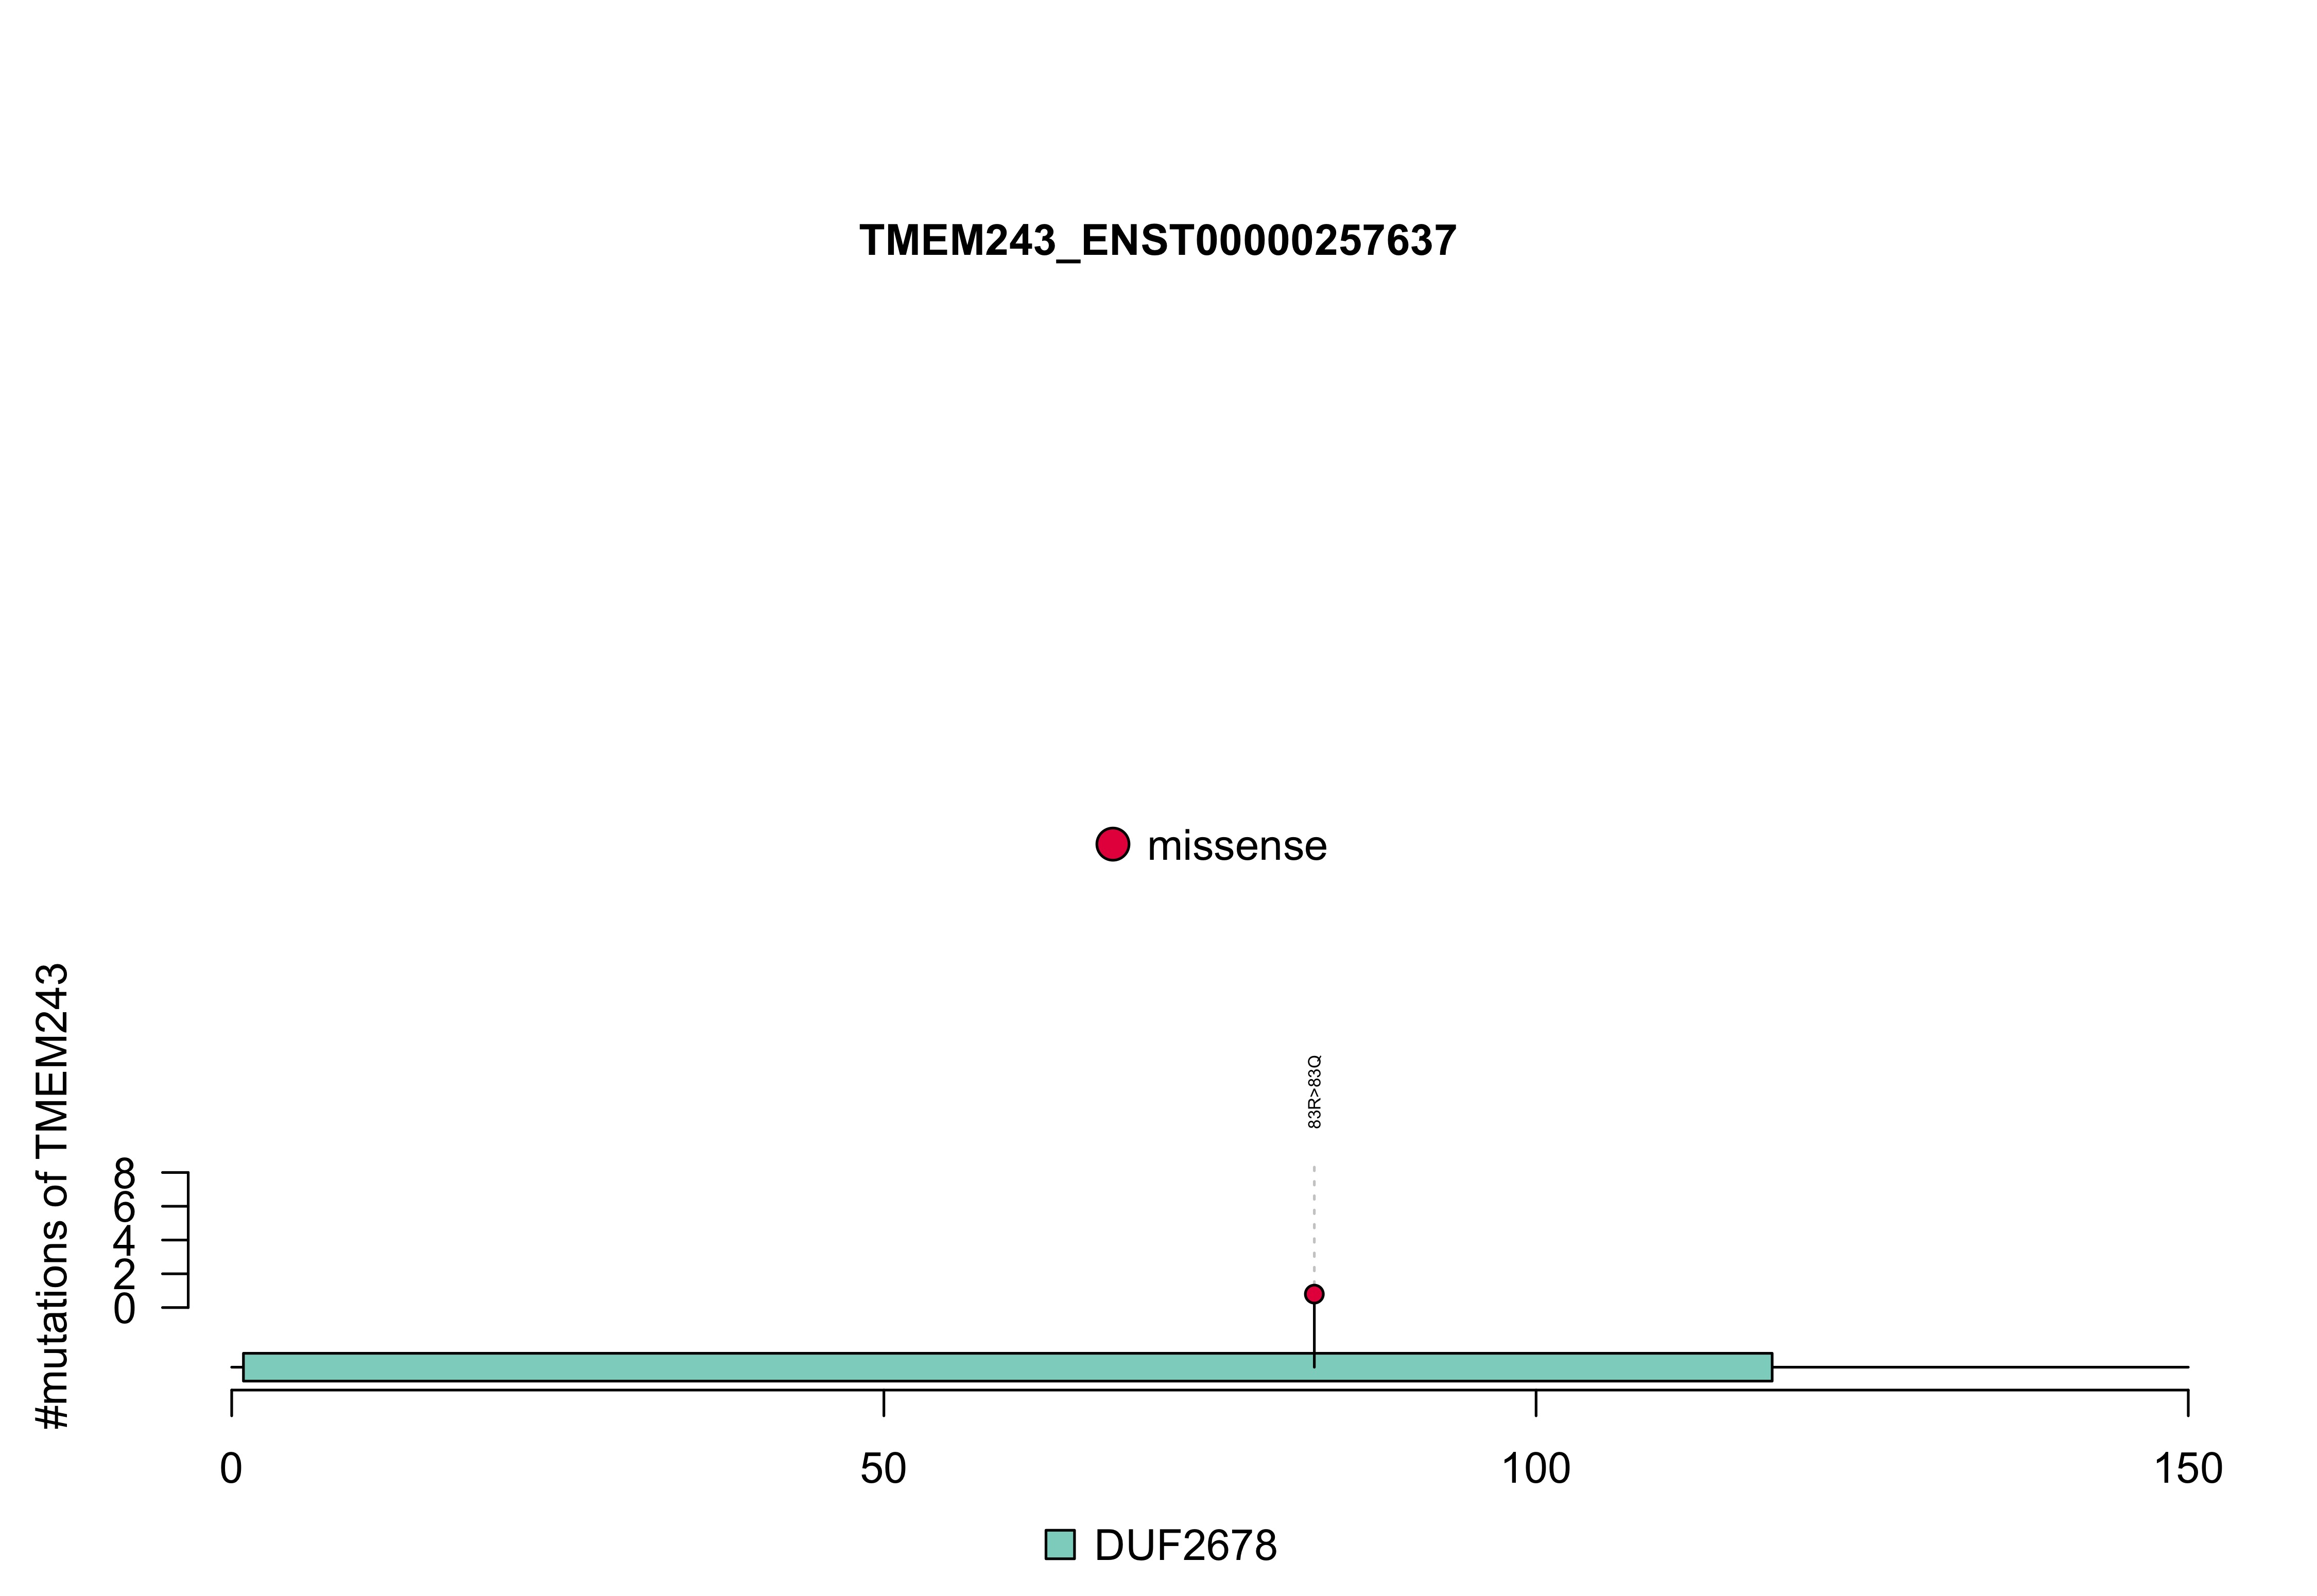 TMEM243_ENST00000257637
missense
#mutations of TMEM243
83R>83Q
8
6
4
2
0
0 50 100 150
DUF2678